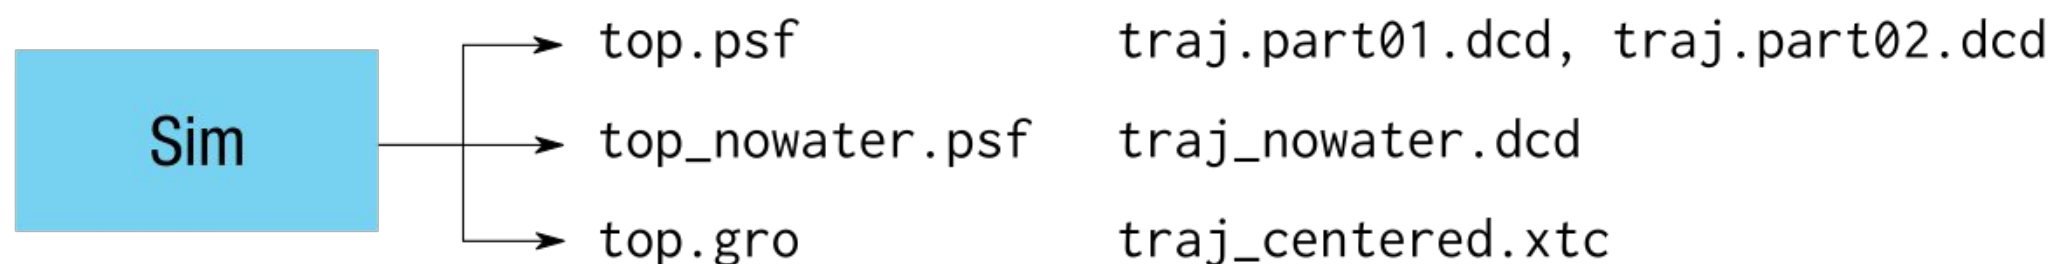 top.psf traj.part01.dcd, traj.part02.dcd
Sim top_nowater.psf traj_nowater.dcd
top.gro traj_centered.xtc